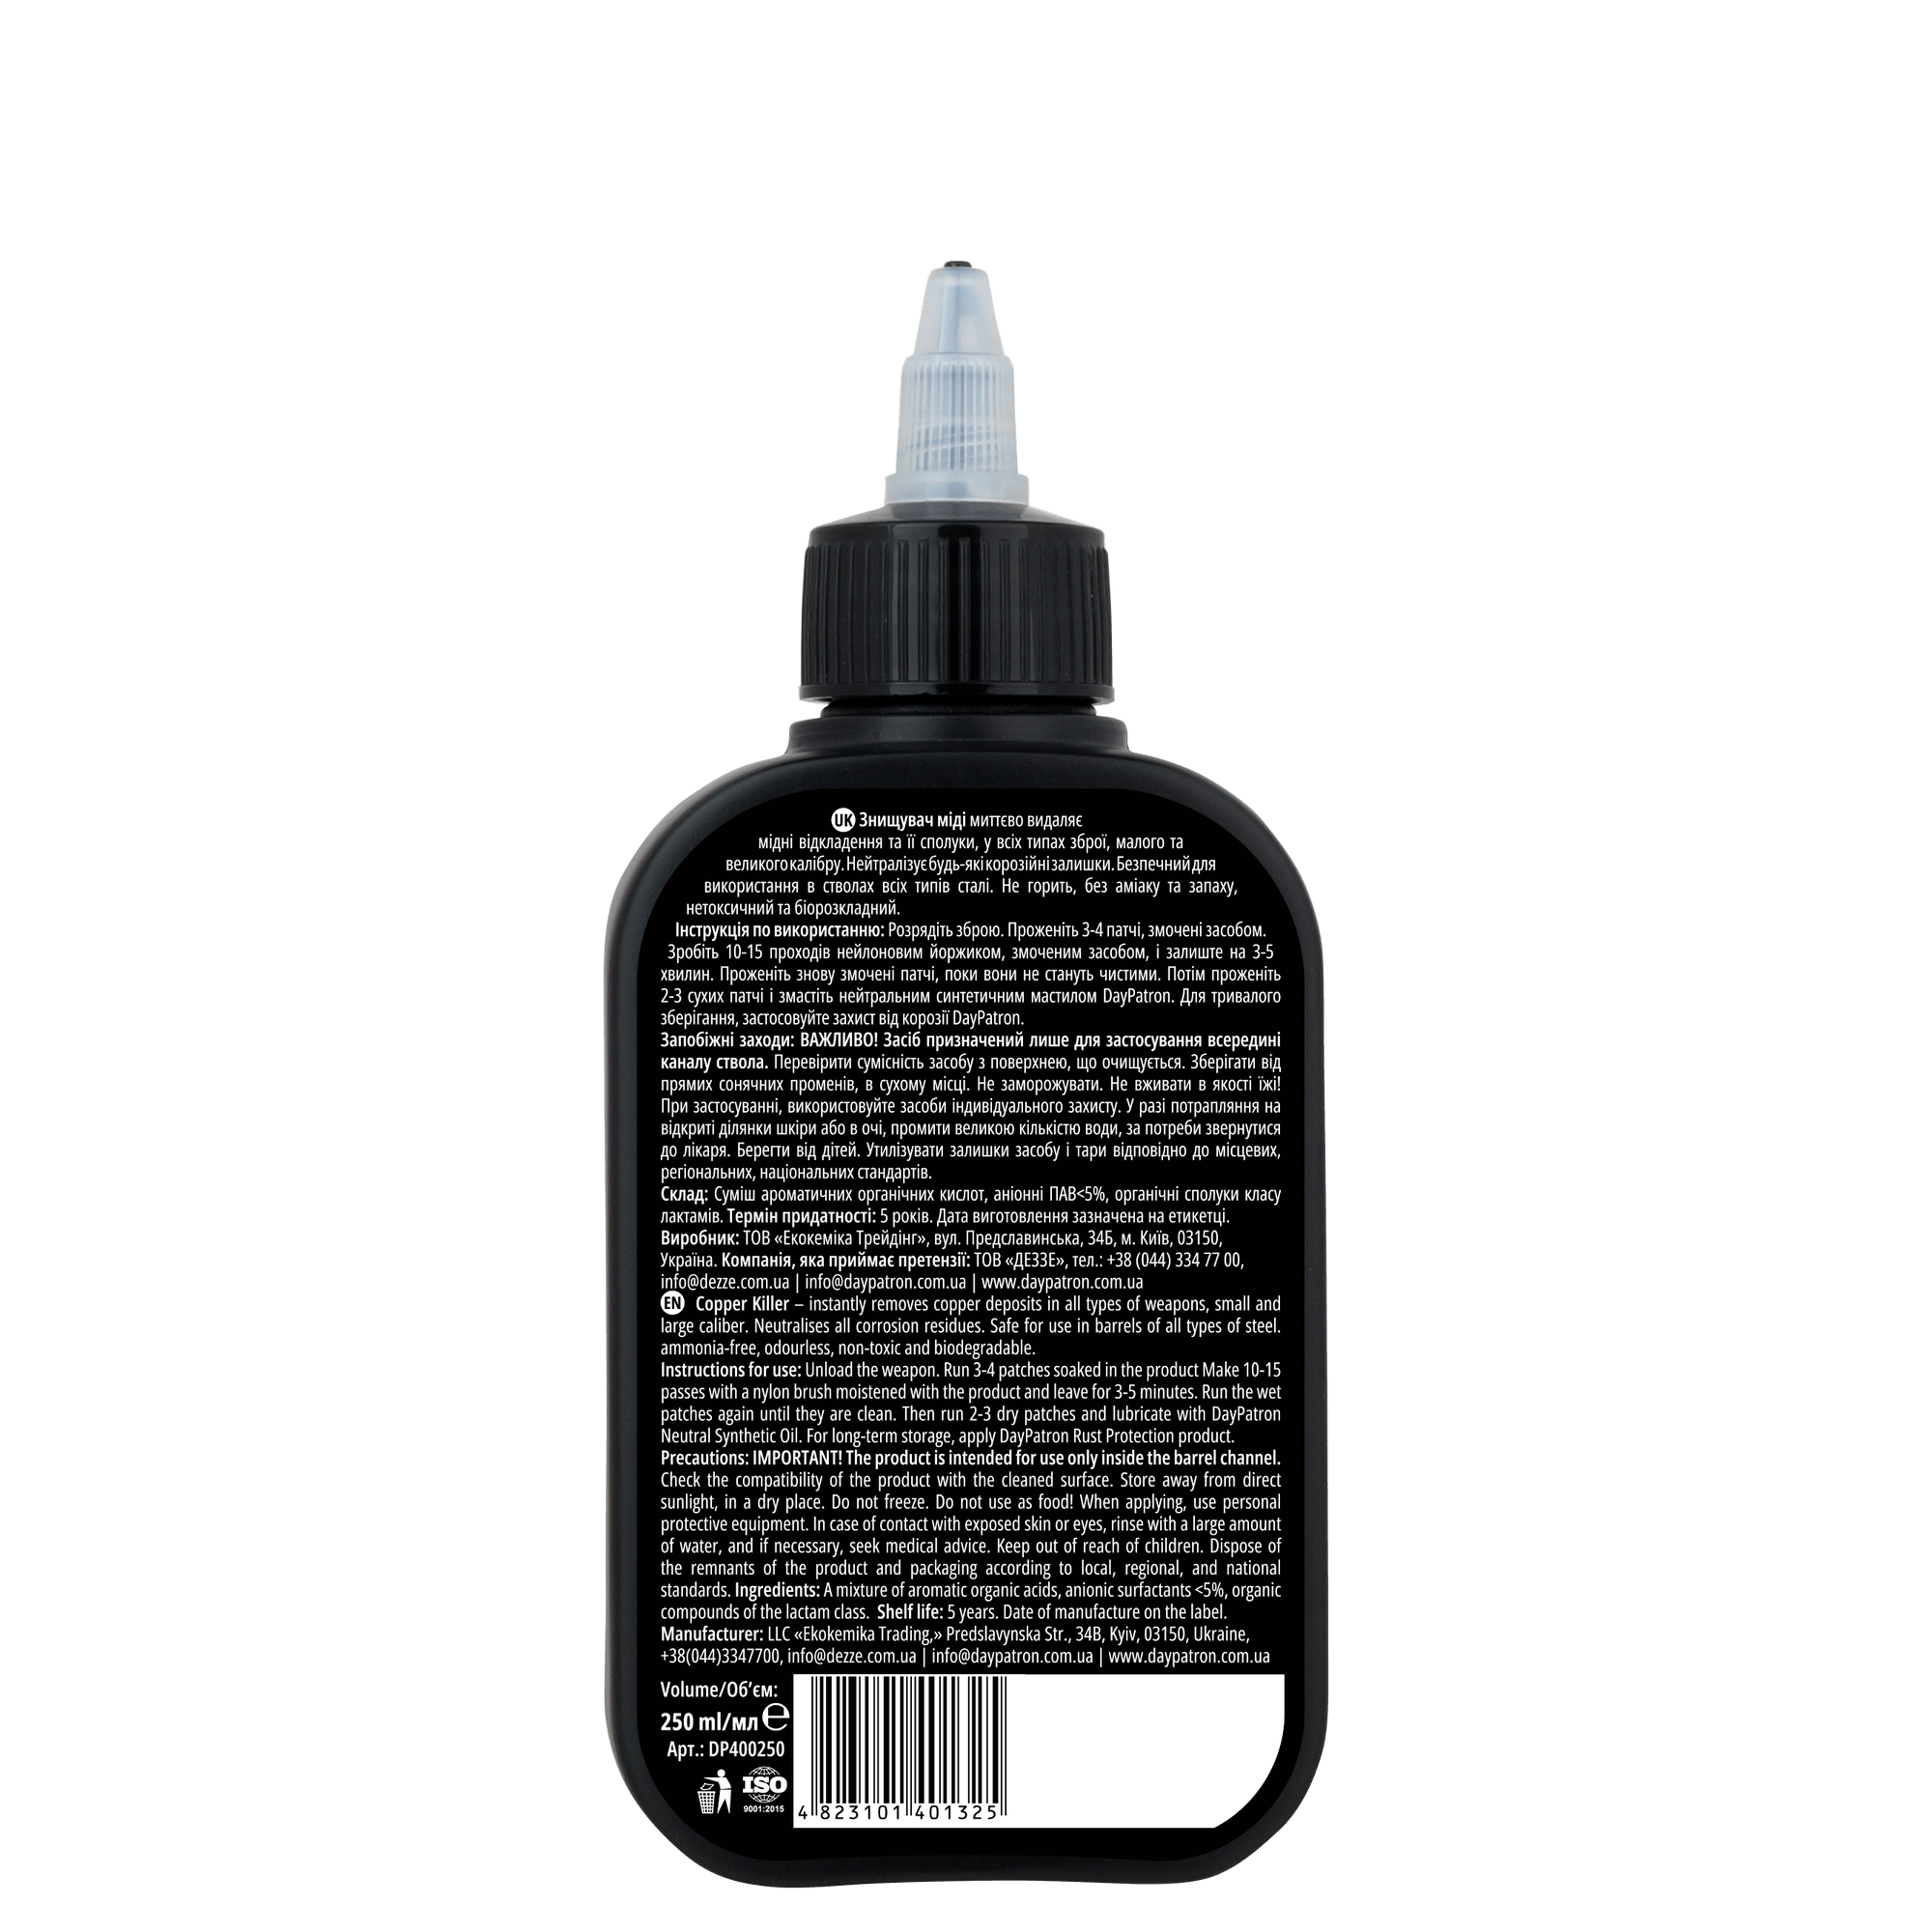 UK Знищувач міді миттєво видаляє
мідні відкладення та її сполуки, у всіх типах зброї, малого та
великого калібру. Нейтралізує будь-які корозійні залишки. Безпечний для
використання в стволах всіх типів сталі. Не горить, без аміаку та запаху,
нетоксичний та біорозкладний.
Інструкція по використанню: Розрядіть зброю. Проженіть 3-4 патчі, змочені засобом.
Зробіть 10-15 проходів нейлоновим йоржиком, змоченим засобом, і залиште на 3-5
хвилин. Проженіть знову змочені патчі, поки вони не стануть чистими. Потім проженіть
2-3 сухих патчі і змастіть нейтральним синтетичним мастилом DayPatron. Для тривалого
зберігання, застосовуйте захист від корозії DayPatron.
Запобіжні заходи: ВАЖЛИВО! Засіб призначений лише для застосування всередині
каналу ствола. Перевірити сумісність засобу з поверхнею, що очищується. Зберігати від
прямих сонячних променів, в сухому місці. Не заморожувати. Не вживати в якості їжі!
При застосуванні, використовуйте засоби індивідуального захисту. У разі потрапляння на
відкриті ділянки шкіри або в очі, промити великою кількістю води, за потреби звернутися
до лікаря. Берегти від дітей. Утилізувати залишки засобу і тари відповідно до місцевих,
регіональних, національних стандартів.
Склад: Суміш ароматичних органічних кислот, аніонні ПАВ<5%, органічні сполуки класу
лактамів. Термін придатності: 5 років. Дата виготовлення зазначена на етикетці.
Виробник: ТОВ «Екокеміка Трейдінг», вул. Предславинська, 34Б, м. Київ, 03150,
Україна. Компанія, яка приймає претензії: ТОВ «ДЕЗЗЕ», тел.: +38 (044) 334 77 00,
info@dezze.com.ua | info@daypatron.com.ua | www.daypatron.com.ua
EN Copper Killer – instantly removes copper deposits in all types of weapons, small and
large caliber. Neutralises all corrosion residues. Safe for use in barrels of all types of steel.
ammonia-free, odourless, non-toxic and biodegradable.
Instructions for use: Unload the weapon. Run 3-4 patches soaked in the product Make 10-15
passes with a nylon brush moistened with the product and leave for 3-5 minutes. Run the wet
patches again until they are clean. Then run 2-3 dry patches and lubricate with DayPatron
Neutral Synthetic Oil. For long-term storage, apply DayPatron Rust Protection product.
Precautions: IMPORTANT! The product is intended for use only inside the barrel channel.
Check the compatibility of the product with the cleaned surface. Store away from direct
sunlight, in a dry place. Do not freeze. Do not use as food! When applying, use personal
protective equipment. In case of contact with exposed skin or eyes, rinse with a large amount
of water, and if necessary, seek medical advice. Keep out of reach of children. Dispose of
the remnants of the product and packaging according to local, regional, and national
standards. Ingredients: A mixture of aromatic organic acids, anionic surfactants <5%, organic
compounds of the lactam class. Shelf life: 5 years. Date of manufacture on the label.
Manufacturer: LLC «Ekokemika Trading,» Predslavynska Str., 34B, Kyiv, 03150, Ukraine,
+38(044)3347700, info@dezze.com.ua | info@daypatron.com.ua | www.daypatron.com.ua
Volume/Об’єм:
250 ml/мл ℮
Арт.: DP400250
ISO
9001:2015
4 823101 401325